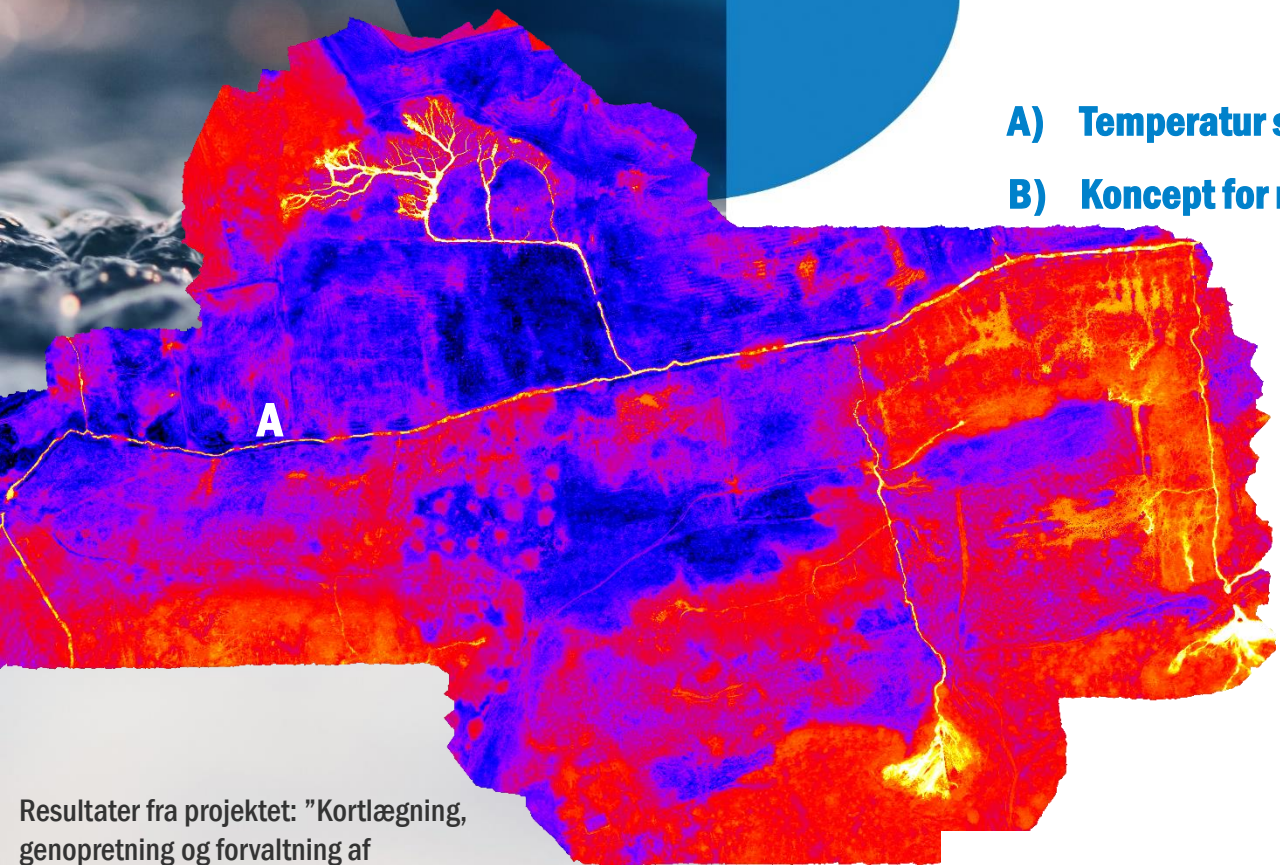 A) Temperatur s
B) Koncept for r
A
Resultater fra projektet: ”Kortlægning,
genopretning og forvaltning af